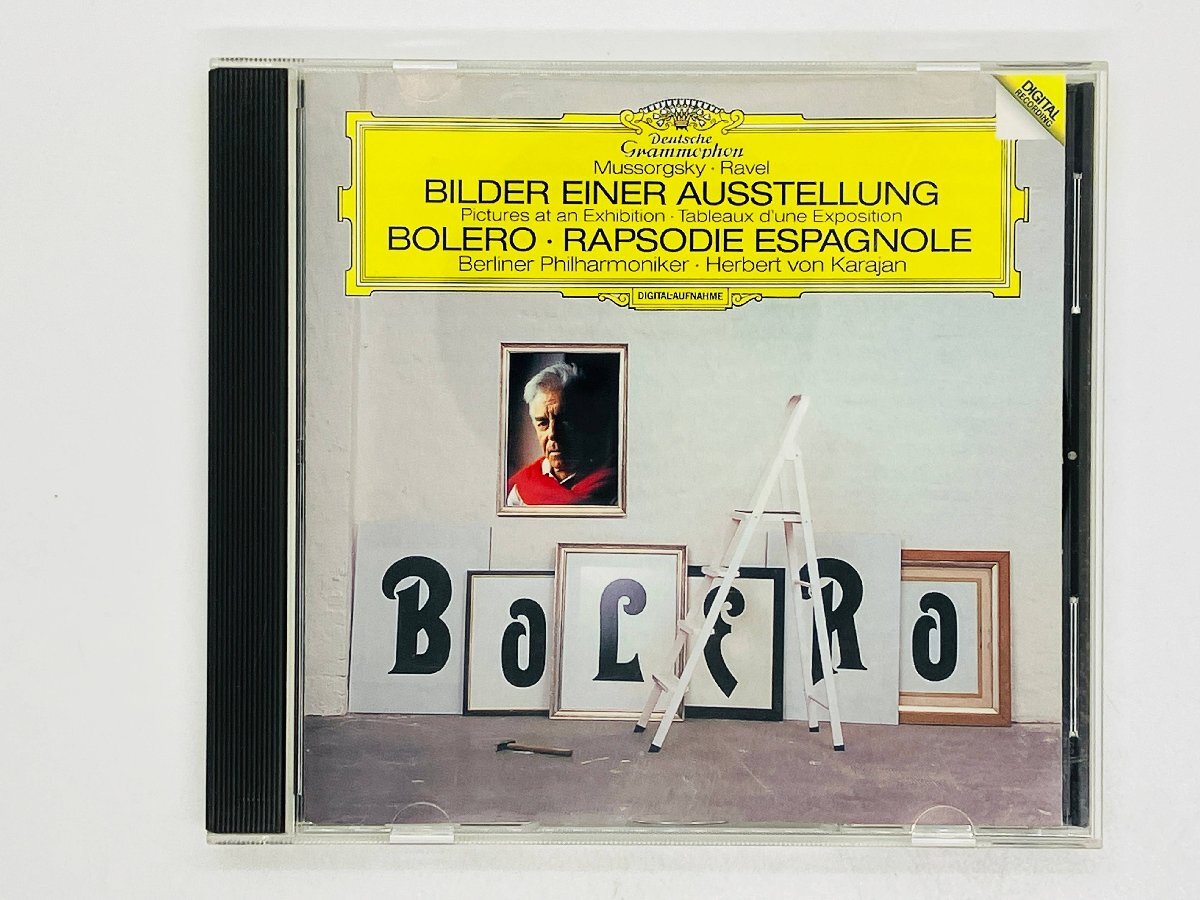 DIGITAL
RECORDING
Deutsche
Grammophon
Mussorgsky · Ravel
BILDER EINER AUSSTELLUNG
Pictures at an Exhibition · Tableaux d'une Exposition
BOLERO · RAPSODIE ESPAGNOLE
Berliner Philharmoniker · Herbert von Karajan
DIGITAL-AUFNAHME
BOLERO